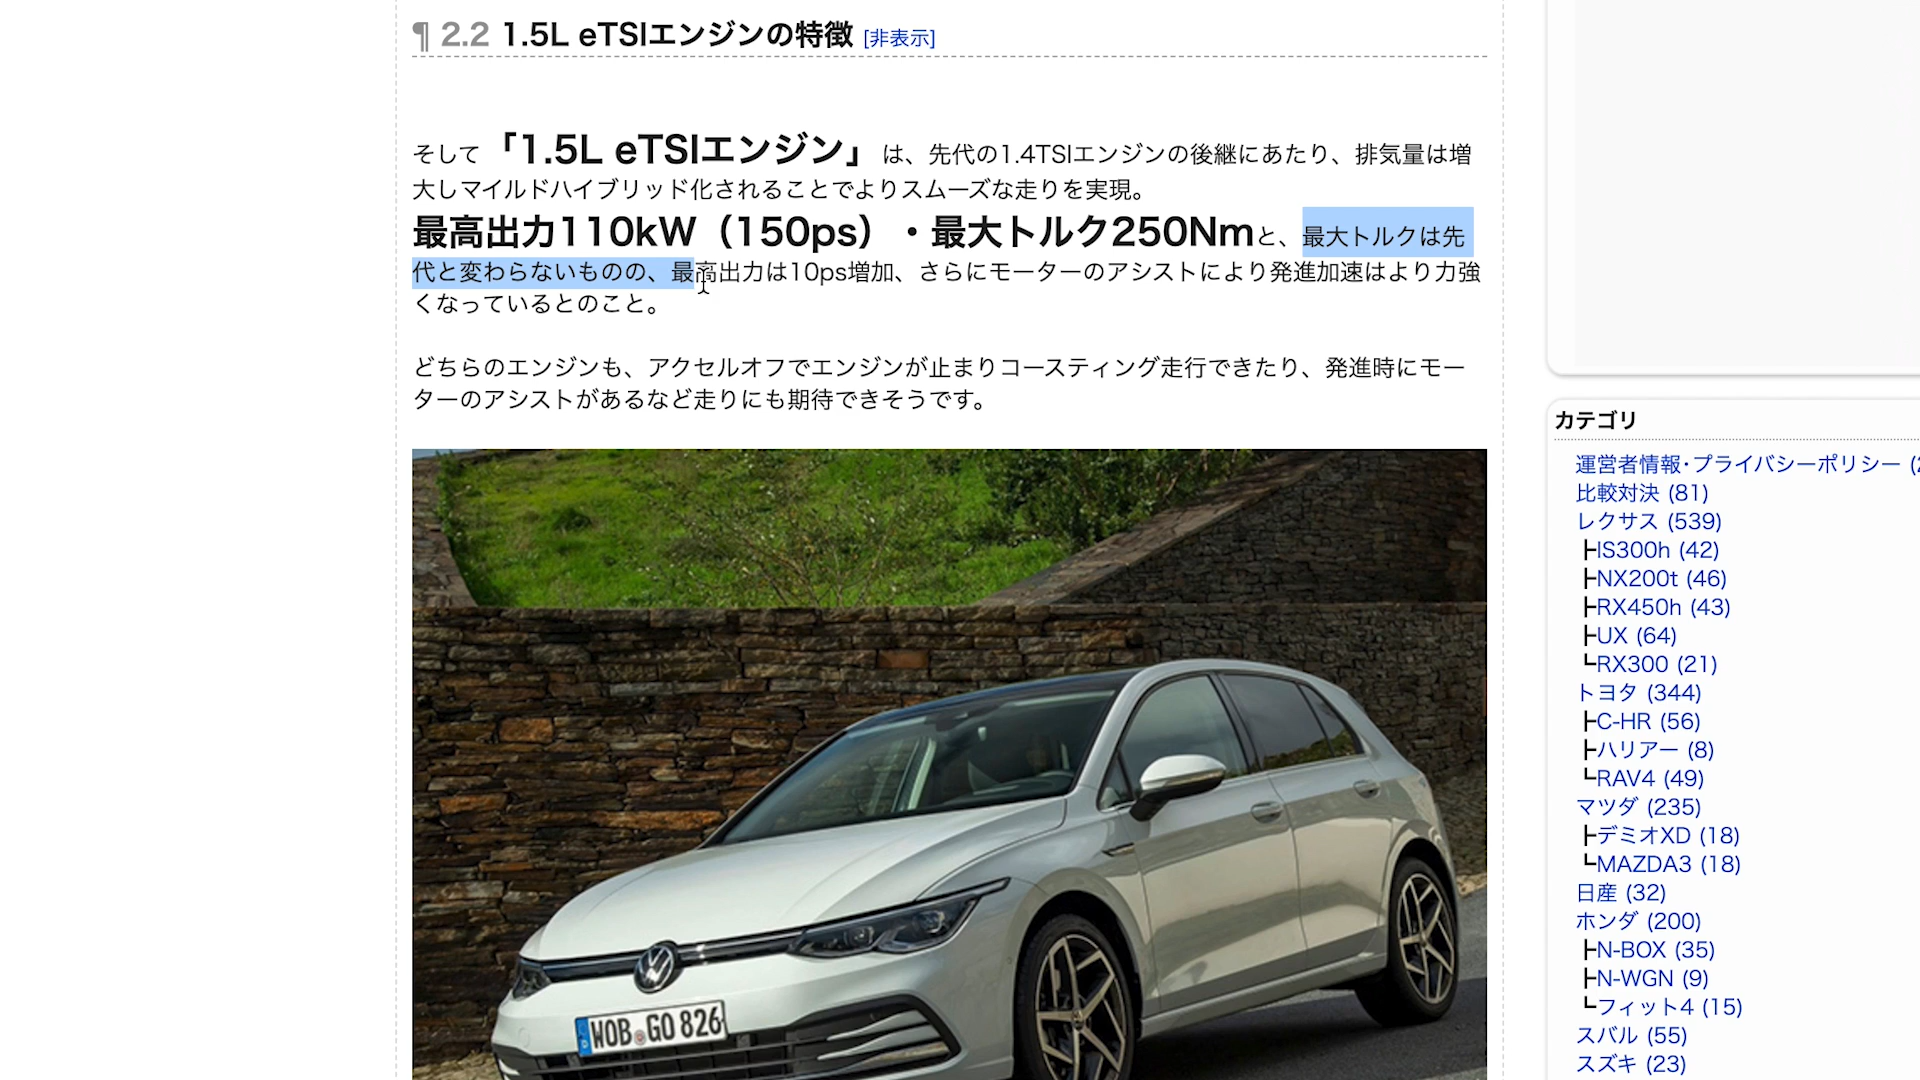 ¶ 2.2 1.5L eTSIエンジンの特徴 [非表示]
そして「1.5L eTSIエンジン」は、先代の1.4TSIエンジンの後継にあたり、排気量は増
大しマイルドハイブリッド化されることでよりスムーズな走りを実現。
最高出力110kW（150ps）・最大トルク250Nmと、最大トルクは先
代と変わらないものの、最高出力は10ps増加、さらにモーターのアシストにより発進加速はより力強
くなっているとのこと。
どちらのエンジンも、アクセルオフでエンジンが止まりコースティング走行できたり、発進時にモー
ターのアシストがあるなど走りにも期待できそうです。
WOB GO 826
カテゴリ
運営者情報･プライバシーポリシー (2
比較対決 (81)
レクサス (539)
┣IS300h (42)
┣NX200t (46)
┣RX450h (43)
┣UX (64)
┗RX300 (21)
トヨタ (344)
┣C-HR (56)
┣ハリアー (8)
┗RAV4 (49)
マツダ (235)
┣デミオXD (18)
┗MAZDA3 (18)
日産 (32)
ホンダ (200)
┣N-BOX (35)
┣N-WGN (9)
┗フィット4 (15)
スバル (55)
スズキ (23)